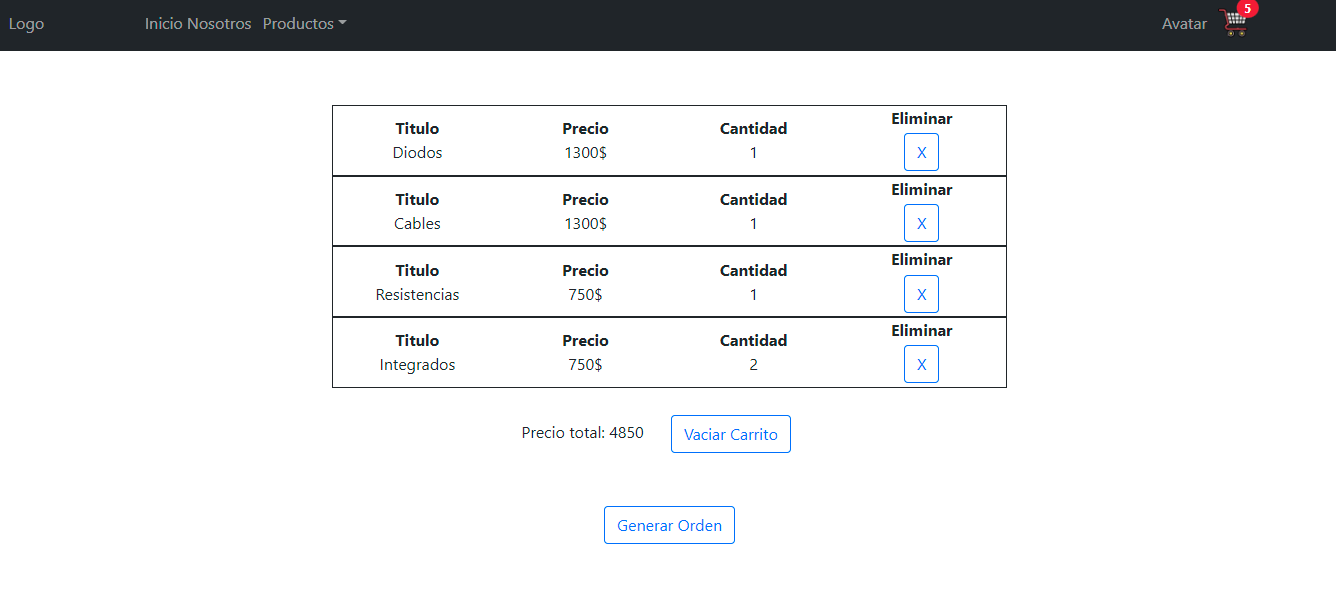 Logo Inicio Nosotros Productos Avatar 5
Titulo Precio Cantidad Eliminar
Diodos 1300$ 1 X
Titulo Precio Cantidad Eliminar
Cables 1300$ 1 X
Titulo Precio Cantidad Eliminar
Resistencias 750$ 1 X
Titulo Precio Cantidad Eliminar
Integrados 750$ 2 X
Precio total: 4850 Vaciar Carrito
Generar Orden